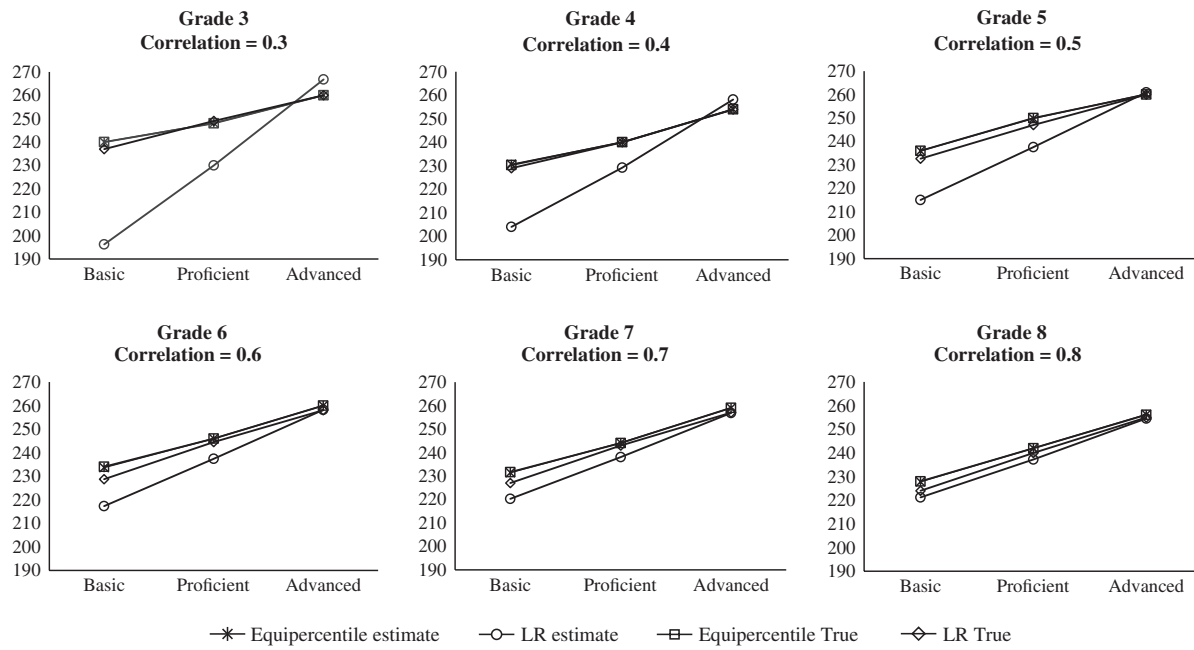 Grade 3
Correlation = 0.3
270
260
250
240
230
220
210
200
190
Basic Proficient Advanced
Grade 4
Correlation = 0.4
270
260
250
240
230
220
210
200
190
Basic Proficient Advanced
Grade 5
Correlation = 0.5
270
260
250
240
230
220
210
200
190
Basic Proficient Advanced
Grade 6
Correlation = 0.6
270
260
250
240
230
220
210
200
190
Basic Proficient Advanced
Grade 7
Correlation = 0.7
270
260
250
240
230
220
210
200
190
Basic Proficient Advanced
Grade 8
Correlation = 0.8
270
260
250
240
230
220
210
200
190
Basic Proficient Advanced
Equipercentile estimate LR estimate Equipercentile True LR True